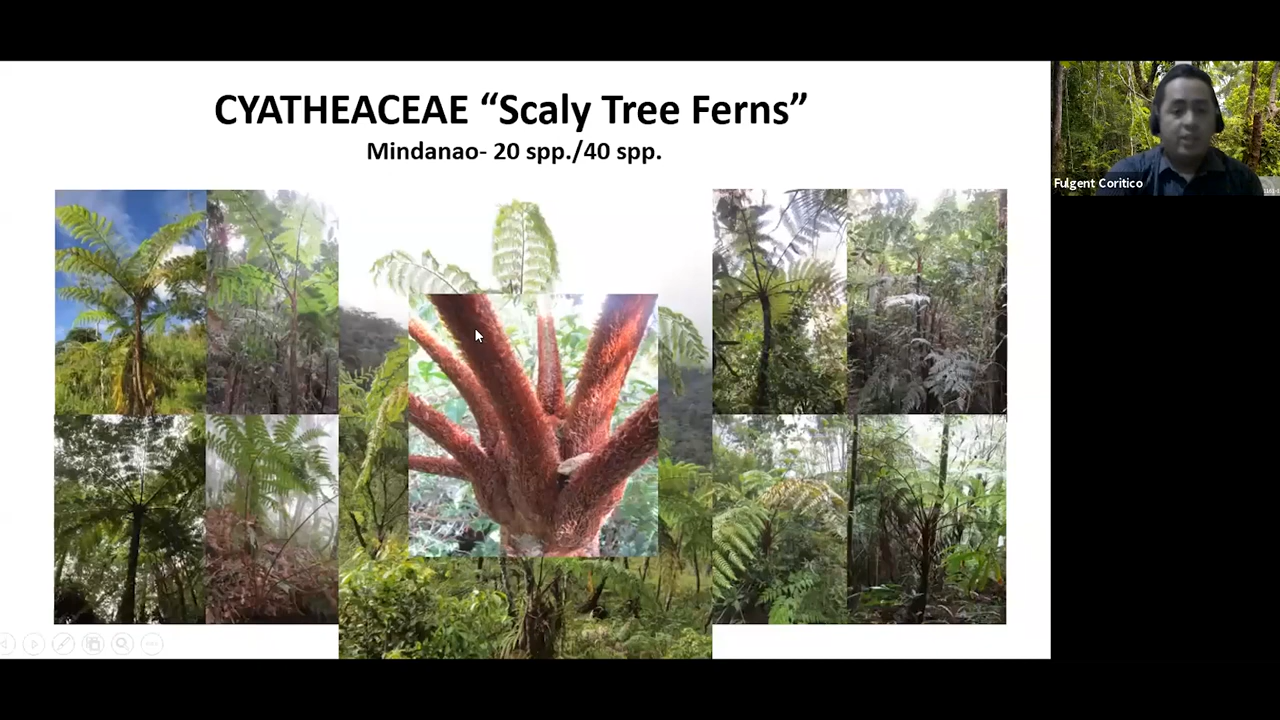 CYATHEACEAE “Scaly Tree Ferns”
Mindanao- 20 spp./40 spp.
Fulgent Coritico